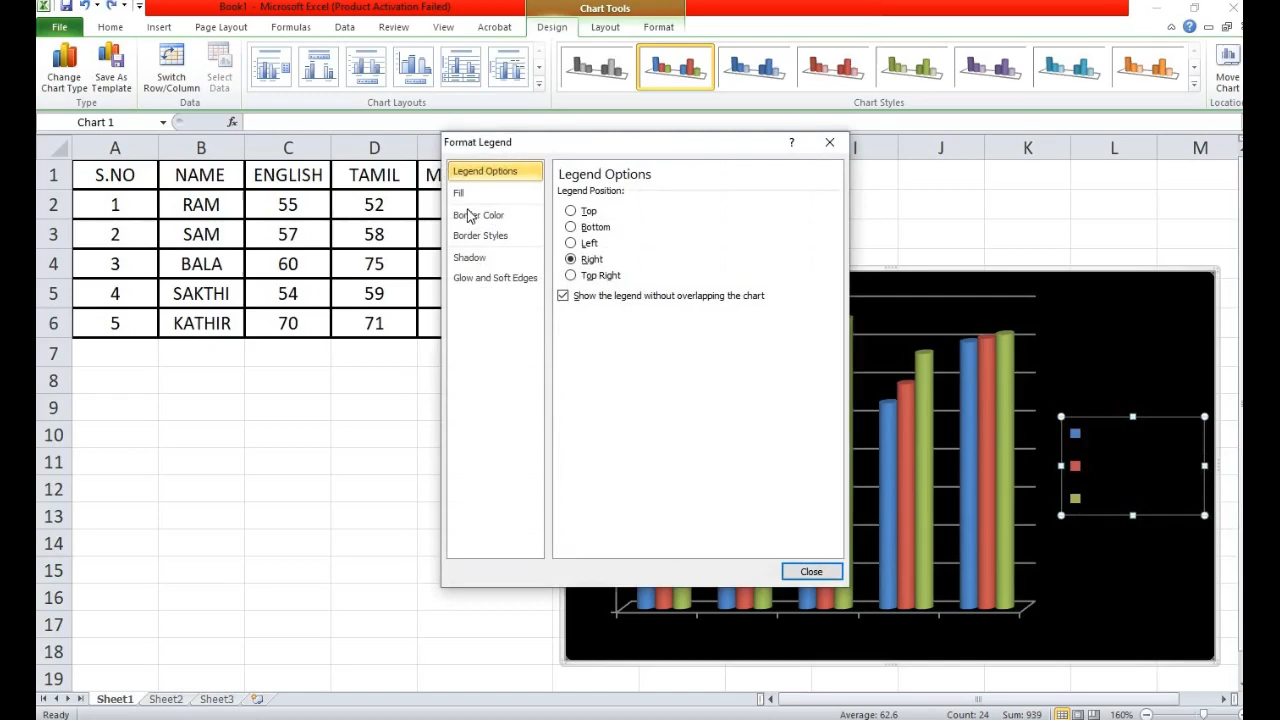 Book1 - Microsoft Excel (Product Activation Failed)
Chart Tools
File Home Insert Page Layout Formulas Data Review View Acrobat Design Layout Format
Change Chart Type
Save As Template
Switch Row/Column
Select Data
Move Chart
Type Data Chart Layouts Chart Styles Location
Chart 1 fx
A B C D I J K L M
1 S.NO NAME ENGLISH TAMIL M
2 1 RAM 55 52
3 2 SAM 57 58
4 3 BALA 60 75
5 4 SAKTHI 54 59
6 5 KATHIR 70 71
7
8
9
10
11
12
13
14
15
16
17
18
19
Format Legend ?
Legend Options
Fill
Border Color
Border Styles
Shadow
Glow and Soft Edges
Legend Options
Legend Position:
Top
Bottom
Left
Right
Top Right
Show the legend without overlapping the chart
Close
Sheet1 Sheet2 Sheet3
Ready Average: 62.6 Count: 24 Sum: 939 160%